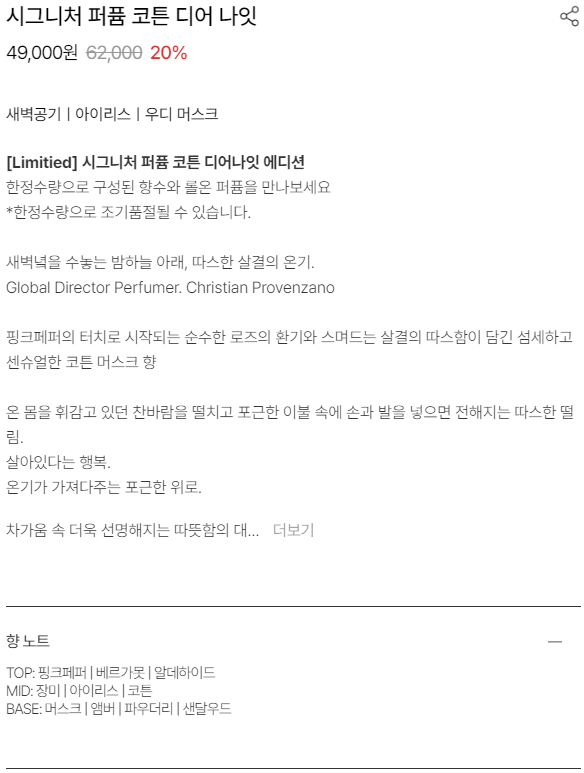 시그니처 퍼퓸 코튼 디어 나잇
49,000원 62,000 20%
새벽공기 | 아이리스 | 우디 머스크
[Limitied] 시그니처 퍼퓸 코튼 디어나잇 에디션
한정수량으로 구성된 향수와 롤온 퍼퓸을 만나보세요
*한정수량으로 조기품절될 수 있습니다.
새벽녘을 수놓는 밤하늘 아래, 따스한 살결의 온기.
Global Director Perfumer. Christian Provenzano
핑크페퍼의 터치로 시작되는 순수한 로즈의 환기와 스며드는 살결의 따스함이 담긴 섬세하고
센슈얼한 코튼 머스크 향
온 몸을 휘감고 있던 찬바람을 떨치고 포근한 이불 속에 손과 발을 넣으면 전해지는 따스한 떨
림.
살아있다는 행복.
온기가 가져다주는 포근한 위로.
차가움 속 더욱 선명해지는 따뜻함의 대... 더보기
향 노트
TOP: 핑크페퍼 | 베르가못 | 알데하이드
MID: 장미 | 아이리스 | 코튼
BASE: 머스크 | 앰버 | 파우더리 | 샌달우드